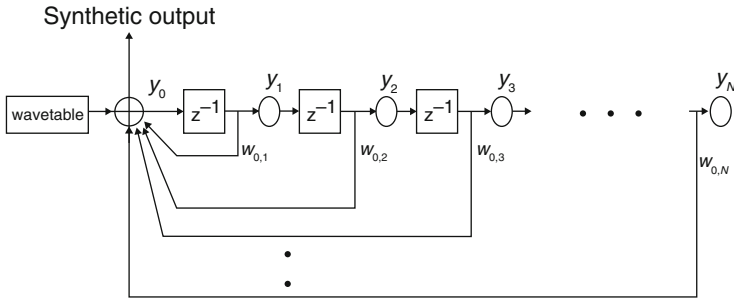 Synthetic output
wavetable
y0 z−1 y1 z−1 y2 z−1 y3 yN
w0,1 w0,2 w0,3 w0,N